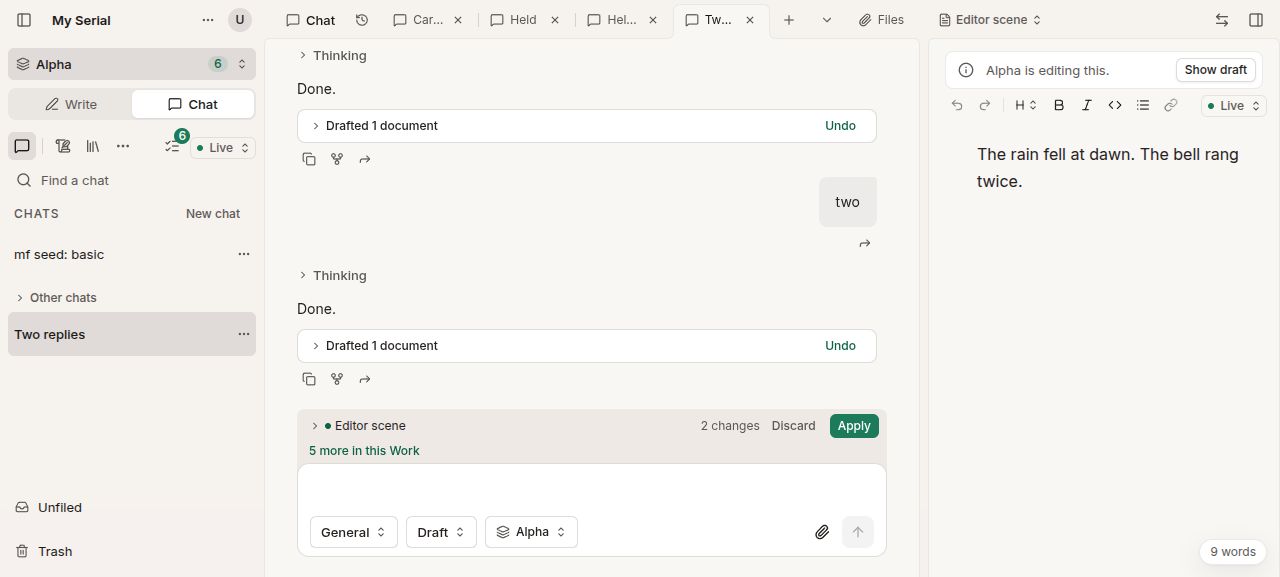 My Serial
U
Chat
Car...
Held
Hel...
Tw...
Files
Editor scene
Alpha
6
Write
Chat
6
Live
Find a chat
CHATS
New chat
mf seed: basic
Other chats
Two replies
Unfiled
Trash
Thinking
Done.
Drafted 1 document
Undo
two
Thinking
Done.
Drafted 1 document
Undo
Editor scene
2 changes
Discard
Apply
5 more in this Work
General
Draft
Alpha
Alpha is editing this.
Show draft
H
B
I
Live
The rain fell at dawn. The bell rang
twice.
9 words